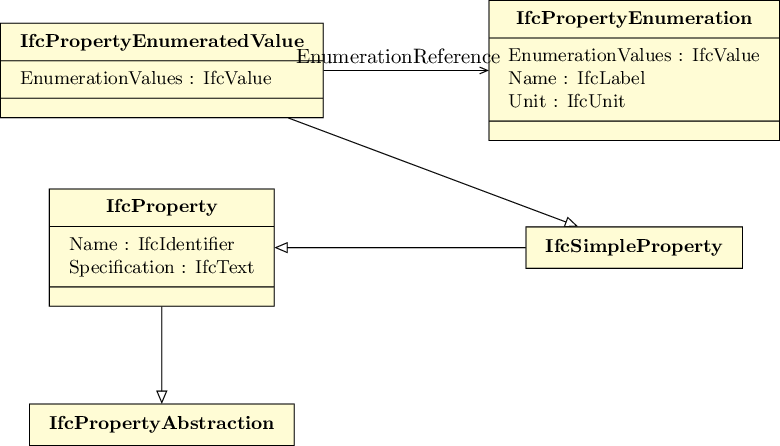 IfcPropertyEnumeratedValue
EnumerationValues : IfcValue
EnumerationReference
IfcPropertyEnumeration
EnumerationValues : IfcValue
Name : IfcLabel
Unit : IfcUnit
IfcProperty
Name : IfcIdentifier
Specification : IfcText
IfcSimpleProperty
IfcPropertyAbstraction